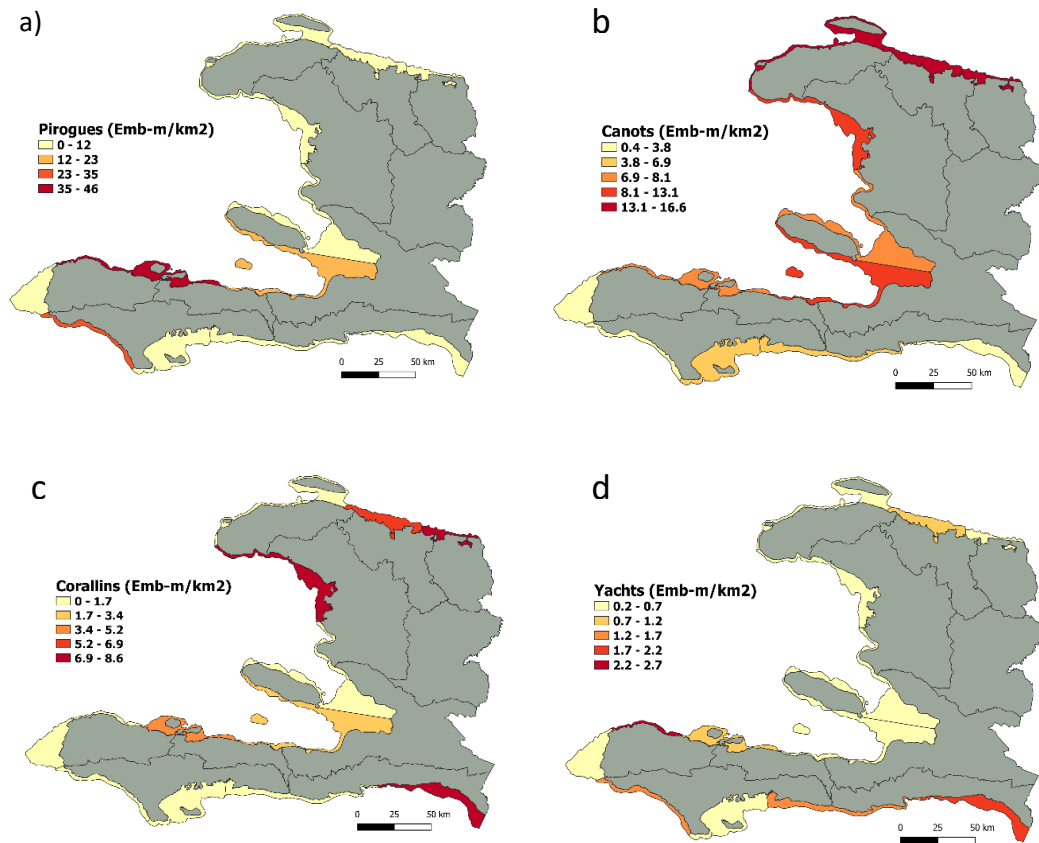 a)
Pirogues (Emb-m/km2)
0 - 12
12 - 23
23 - 35
35 - 46
0 25 50 km
b
Canots (Emb-m/km2)
0.4 - 3.8
3.8 - 6.9
6.9 - 8.1
8.1 - 13.1
13.1 - 16.6
0 25 50 km
c
Corallins (Emb-m/km2)
0 - 1.7
1.7 - 3.4
3.4 - 5.2
5.2 - 6.9
6.9 - 8.6
0 25 50 km
d
Yachts (Emb-m/km2)
0.2 - 0.7
0.7 - 1.2
1.2 - 1.7
1.7 - 2.2
2.2 - 2.7
0 25 50 km